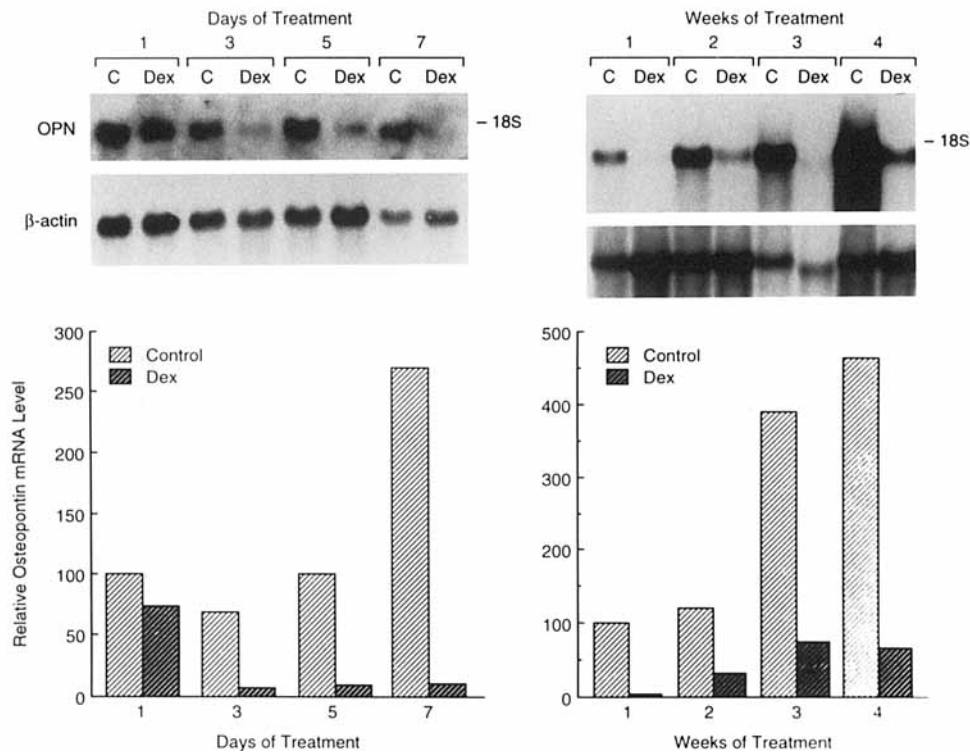 Days of Treatment
1 3 5 7
C Dex C Dex C Dex C Dex
OPN
– 18S
β-actin
Weeks of Treatment
1 2 3 4
C Dex C Dex C Dex C Dex
– 18S
Relative Osteopontin mRNA Level
300
250
200
150
100
50
0
Control
Dex
1 3 5 7
Days of Treatment
500
400
300
200
100
0
Control
Dex
1 2 3 4
Weeks of Treatment